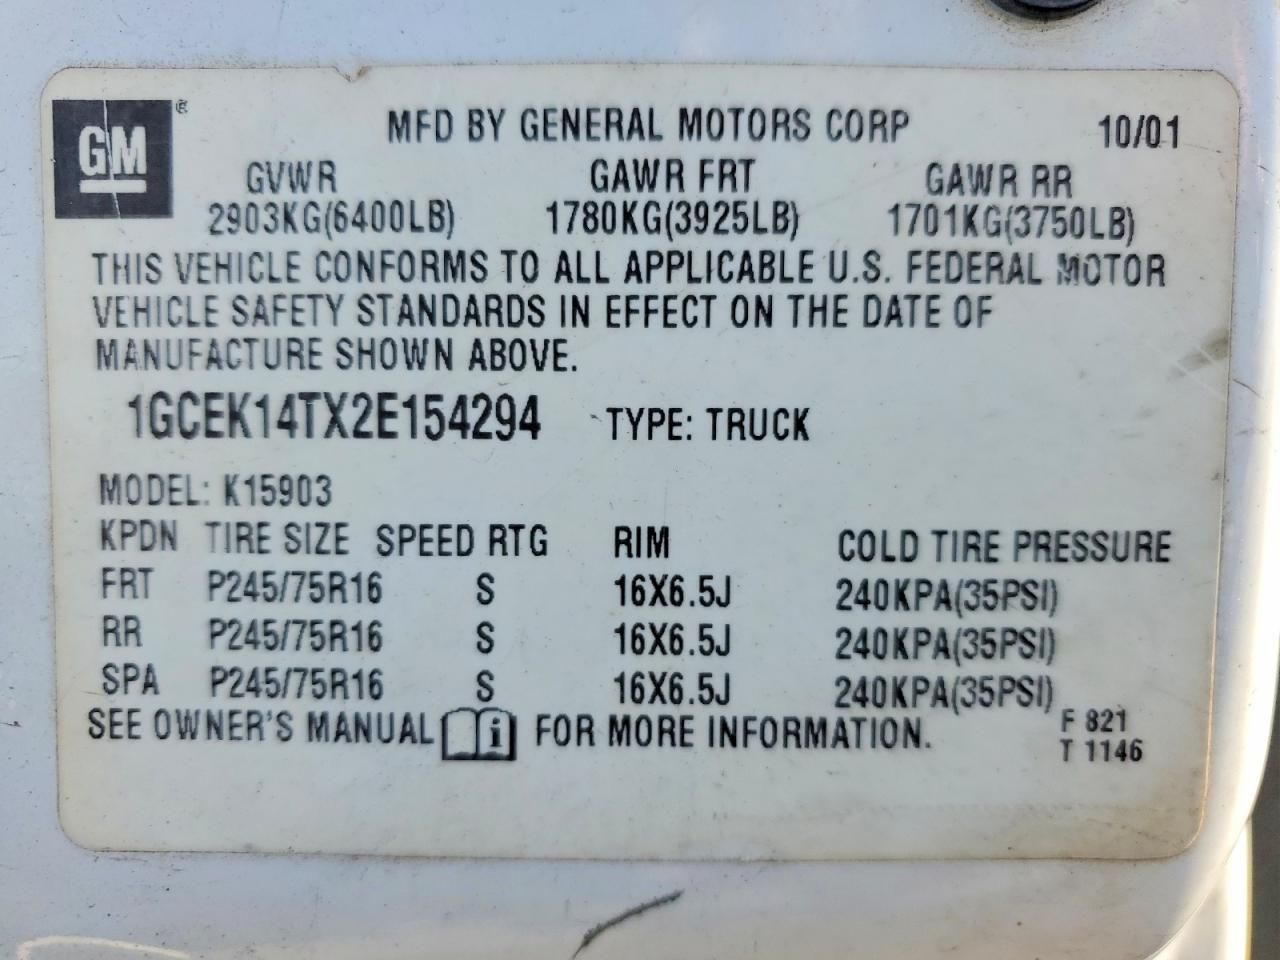 GM ®
MFD BY GENERAL MOTORS CORP 10/01
GVWR GAWR FRT GAWR RR
2903KG(6400LB) 1780KG(3925LB) 1701KG(3750LB)
THIS VEHICLE CONFORMS TO ALL APPLICABLE U.S. FEDERAL MOTOR
VEHICLE SAFETY STANDARDS IN EFFECT ON THE DATE OF
MANUFACTURE SHOWN ABOVE.
1GCEK14TX2E154294 TYPE: TRUCK
MODEL: K15903
KPDN TIRE SIZE SPEED RTG RIM COLD TIRE PRESSURE
FRT P245/75R16 S 16X6.5J 240KPA(35PSI)
RR P245/75R16 S 16X6.5J 240KPA(35PSI)
SPA P245/75R16 S 16X6.5J 240KPA(35PSI)
SEE OWNER'S MANUAL i FOR MORE INFORMATION.
F 821
T 1146